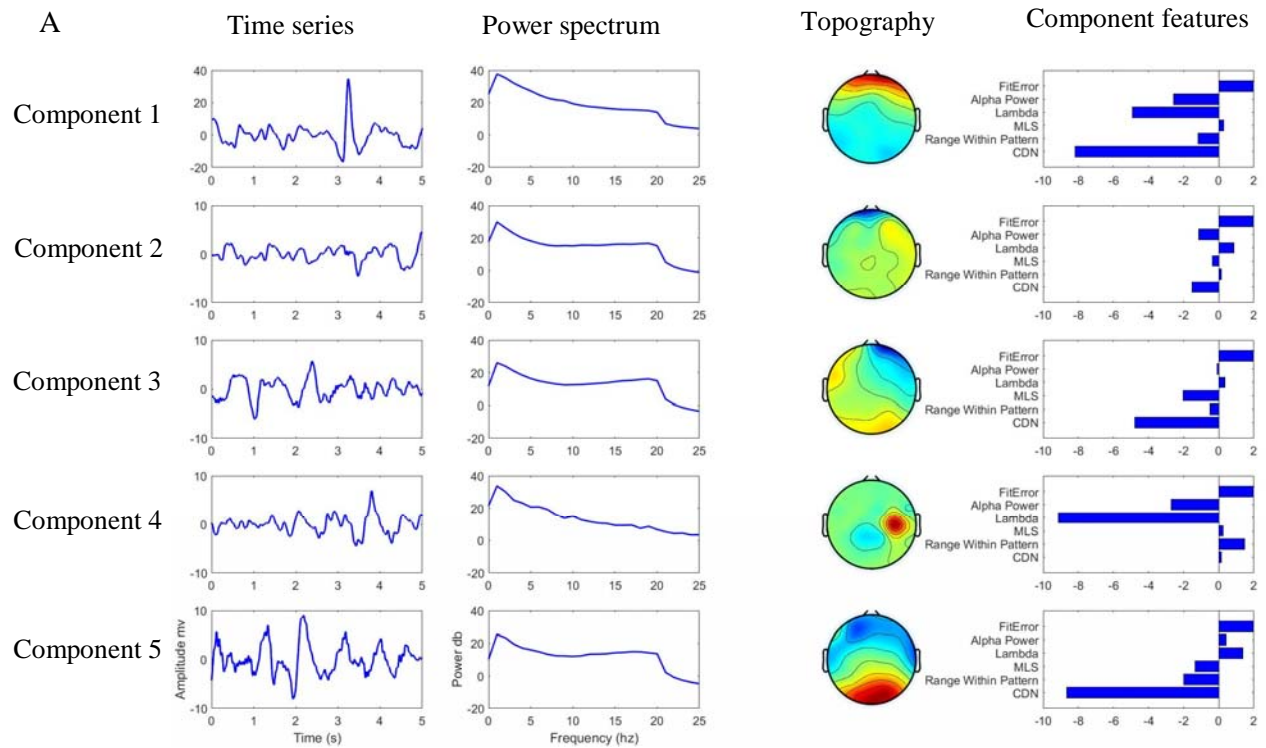 A
Time series
Power spectrum
Topography
Component features
Component 1
40
20
0
-20
0 1 2 3 4 5
40
20
0
-20
0 5 10 15 20 25
FitError
Alpha Power
Lambda
MLS
Range Within Pattern
CDN
-10 -8 -6 -4 -2 0 2
Component 2
10
0
-10
0 1 2 3 4 5
40
20
0
-20
0 5 10 15 20 25
FitError
Alpha Power
Lambda
MLS
Range Within Pattern
CDN
-10 -8 -6 -4 -2 0 2
Component 3
10
0
-10
0 1 2 3 4 5
40
20
0
-20
0 5 10 15 20 25
FitError
Alpha Power
Lambda
MLS
Range Within Pattern
CDN
-10 -8 -6 -4 -2 0 2
Component 4
10
0
-10
0 1 2 3 4 5
40
20
0
-20
0 5 10 15 20 25
FitError
Alpha Power
Lambda
MLS
Range Within Pattern
CDN
-10 -8 -6 -4 -2 0 2
Component 5
Amplitude mv
10
0
-10
0 1 2 3 4 5
Time (s)
Power db
40
20
0
-20
0 5 10 15 20 25
Frequency (hz)
FitError
Alpha Power
Lambda
MLS
Range Within Pattern
CDN
-10 -8 -6 -4 -2 0 2